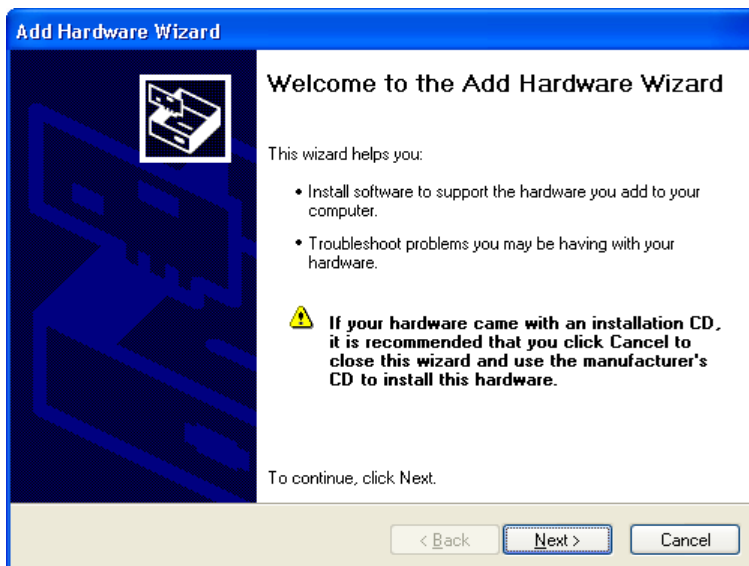 Add Hardware Wizard
Welcome to the Add Hardware Wizard
This wizard helps you:
• Install software to support the hardware you add to your
computer.
• Troubleshoot problems you may be having with your
hardware.
If your hardware came with an installation CD,
it is recommended that you click Cancel to
close this wizard and use the manufacturer's
CD to install this hardware.
To continue, click Next.
< Back
Next >
Cancel